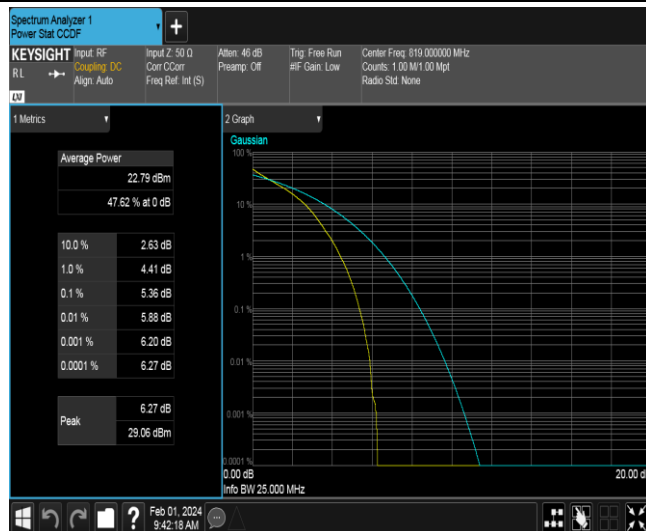 Spectrum Analyzer 1
Power Stat CCDF
+
KEYSIGHT
RL
Input: RF
Coupling: DC
Align: Auto
Input Z: 50 Ω
Corr CCorr
Freq Ref: Int (S)
Atten: 46 dB
Preamp: Off
Trig: Free Run
#IF Gain: Low
Center Freq: 819.000000 MHz
Counts: 1.00 M/1.00 Mpt
Radio Std: None
1 Metrics
Average Power
22.79 dBm
47.62 % at 0 dB
10.0 % 2.63 dB
1.0 % 4.41 dB
0.1 % 5.36 dB
0.01 % 5.88 dB
0.001 % 6.20 dB
0.0001 % 6.27 dB
Peak 6.27 dB
29.06 dBm
2 Graph
Gaussian
100 %
10 %
1 %
0.1 %
0.01 %
0.001 %
0.0001 %
0.00 dB 20.00 d
Info BW 25.000 MHz
?
Feb 01, 2024
9:42:18 AM